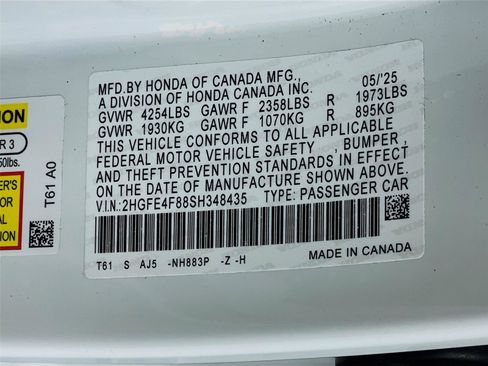 MFD.BY HONDA OF CANADA MFG., 05/'25
A DIVISION OF HONDA CANADA INC.
GVWR 4254LBS GAWR F 2358LBS R 1973LBS
GVWR 1930KG GAWR F 1070KG R 895KG
THIS VEHICLE CONFORMS TO ALL APPLICABLE
FEDERAL MOTOR VEHICLE SAFETY , BUMPER ,
AND THEFT PREVENTION STANDARDS IN EFFECT
ON THE DATE OF MANUFACTURE SHOWN ABOVE.
V.I.N:2HGFE4F88SH348435 TYPE: PASSENGER CAR
T61 S AJ5 -NH883P -Z -H
MADE IN CANADA
T61 A0
R 3
50lbs.